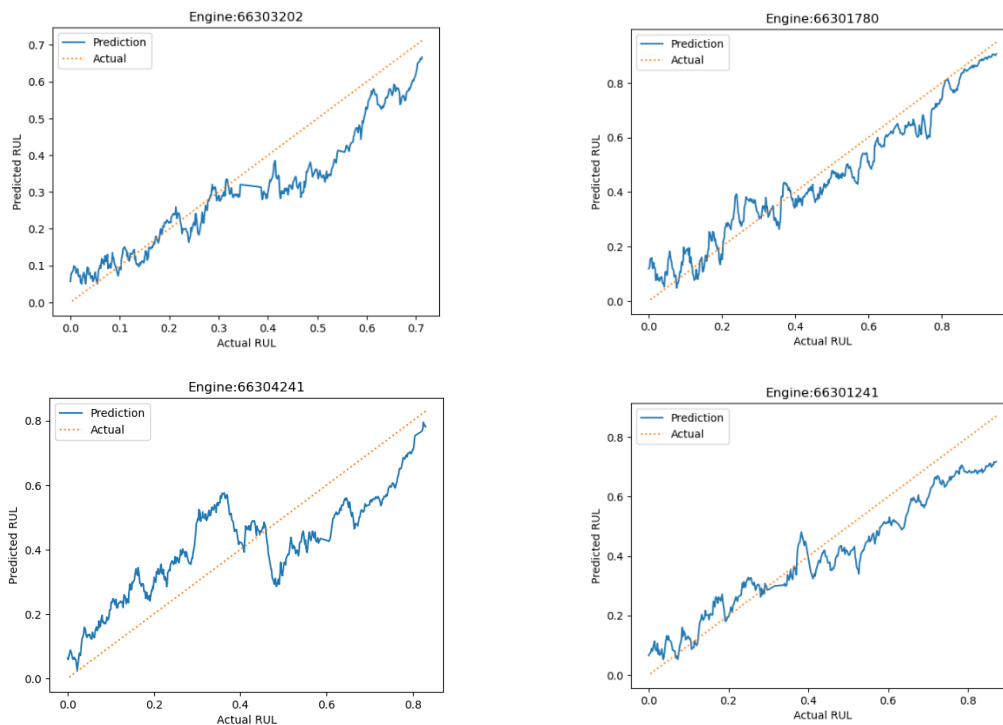 Engine:66303202
Prediction
Actual
Predicted RUL
0.7
0.6
0.5
0.4
0.3
0.2
0.1
0.0
0.0 0.1 0.2 0.3 0.4 0.5 0.6 0.7
Actual RUL
Engine:66301780
Prediction
Actual
Predicted RUL
0.8
0.6
0.4
0.2
0.0
0.0 0.2 0.4 0.6 0.8
Actual RUL
Engine:66304241
Prediction
Actual
Predicted RUL
0.8
0.6
0.4
0.2
0.0
0.0 0.2 0.4 0.6 0.8
Actual RUL
Engine:66301241
Prediction
Actual
Predicted RUL
0.8
0.6
0.4
0.2
0.0
0.0 0.2 0.4 0.6 0.8
Actual RUL